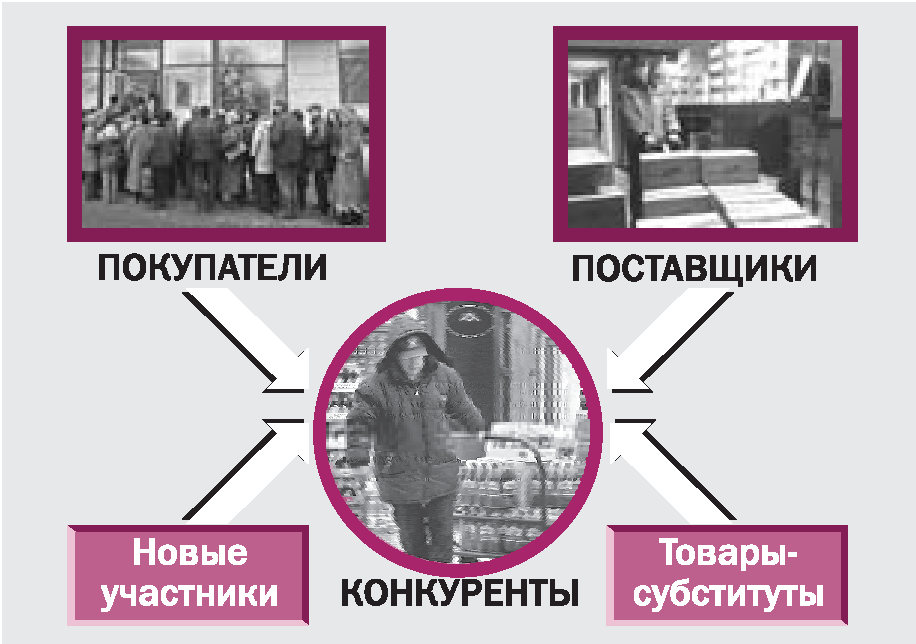 ПОКУПАТЕЛИ
ПОСТАВЩИКИ
Новые
участники
КОНКУРЕНТЫ
Товары-
субституты